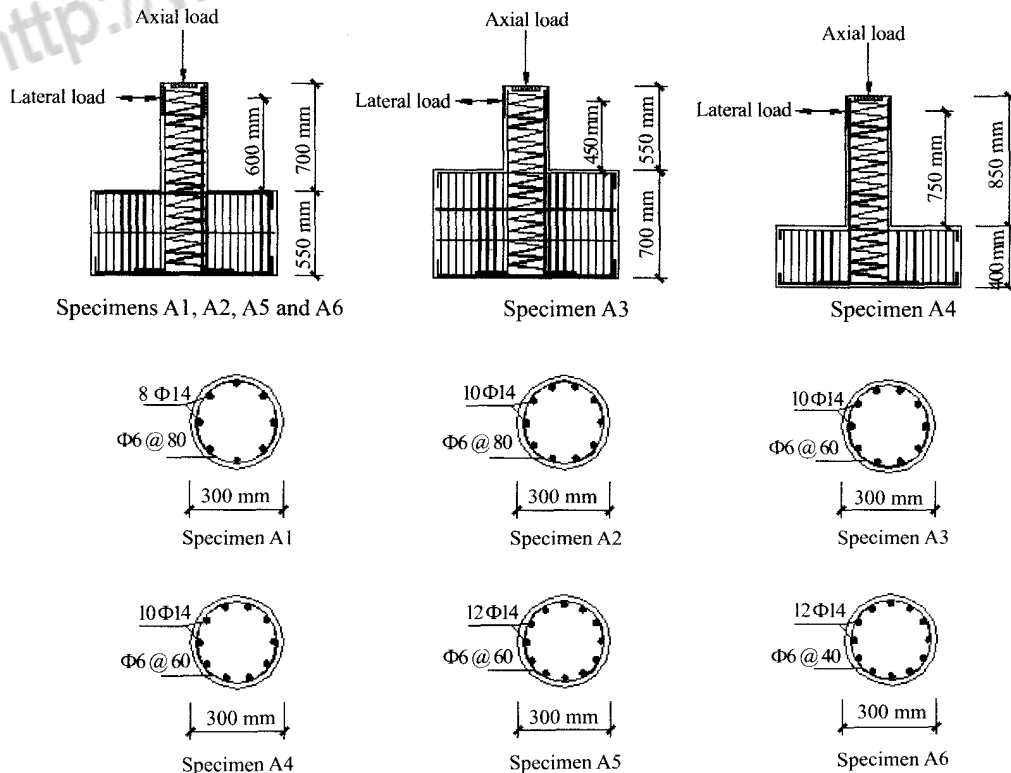 http:/
Axial load
Axial load
Axial load
Lateral load
600 mm
700 mm
550 mm
Lateral load
450mm
550 mm
700 mm
Lateral load
750 mm
850 mm
400mm
Specimens A1, A2, A5 and A6
Specimen A3
Specimen A4
8 Φ14
Φ6 @ 80
300 mm
Specimen A1
10Φ14
Φ6 @ 80
300 mm
Specimen A2
10Φ14
Φ6 @ 60
300 mm
Specimen A3
10Φ14
Φ6 @ 60
300 mm
Specimen A4
12Φ14
Φ6 @ 60
300 mm
Specimen A5
12Φ14
Φ6 @ 40
300 mm
Specimen A6